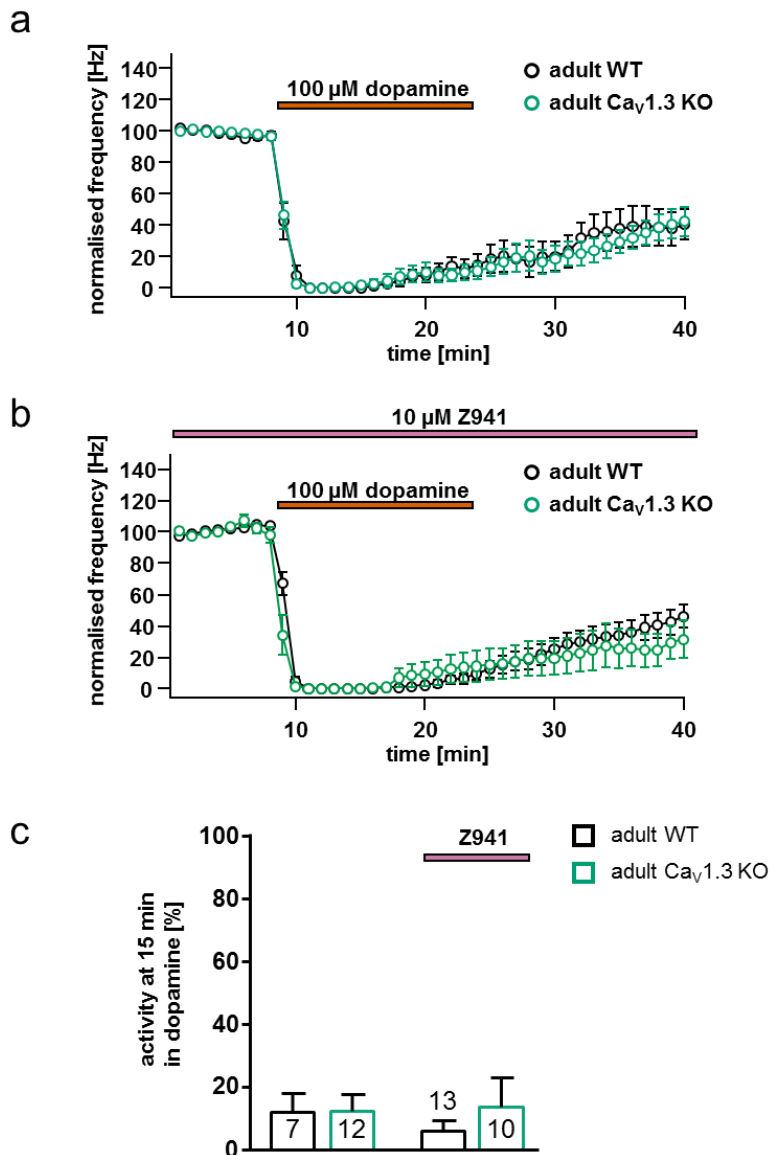 a
normalised frequency [Hz]
140
120
100
80
60
40
20
0
100 µM dopamine
adult WT
adult CaV1.3 KO
10
20
30
40
time [min]
b
10 µM Z941
normalised frequency [Hz]
140
120
100
80
60
40
20
0
100 µM dopamine
adult WT
adult CaV1.3 KO
10
20
30
40
time [min]
c
activity at 15 min
in dopamine [%]
100
80
60
40
20
0
Z941
adult WT
adult CaV1.3 KO
7
12
13
10